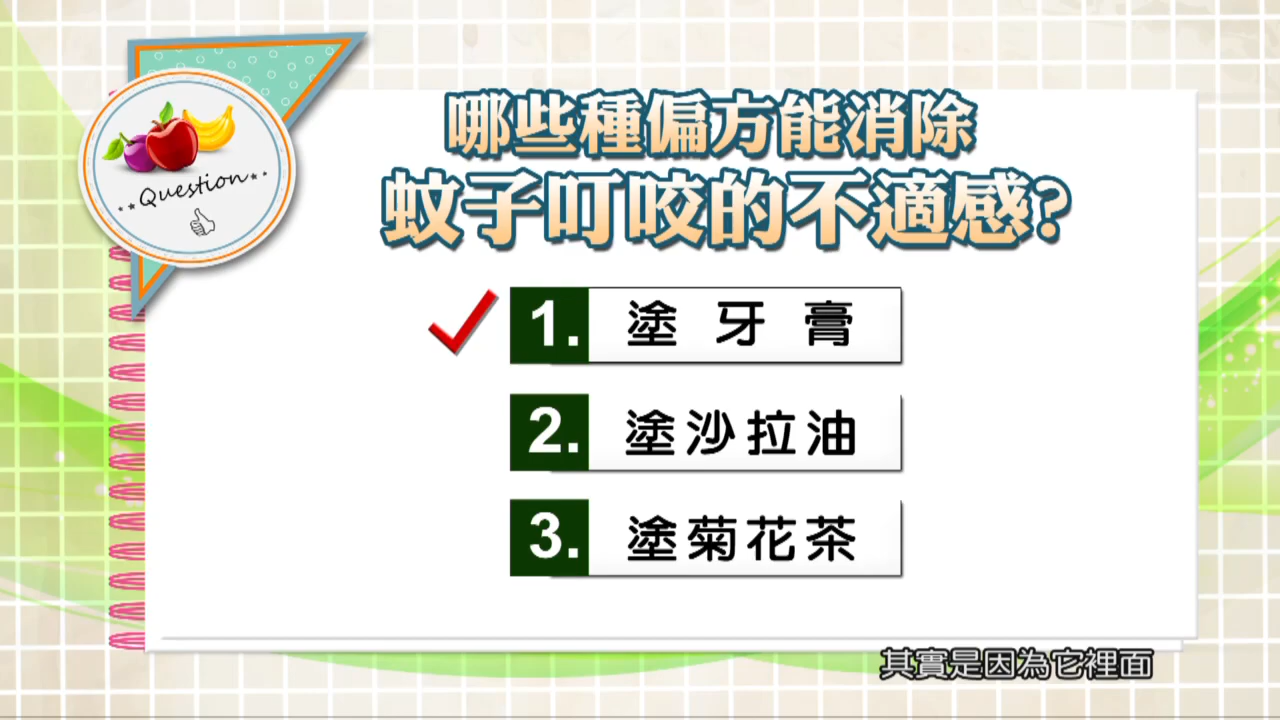 Question
哪些種偏方能消除
蚊子叮咬的不適感?
1. 塗牙膏
2. 塗沙拉油
3. 塗菊花茶
其實是因為它裡面